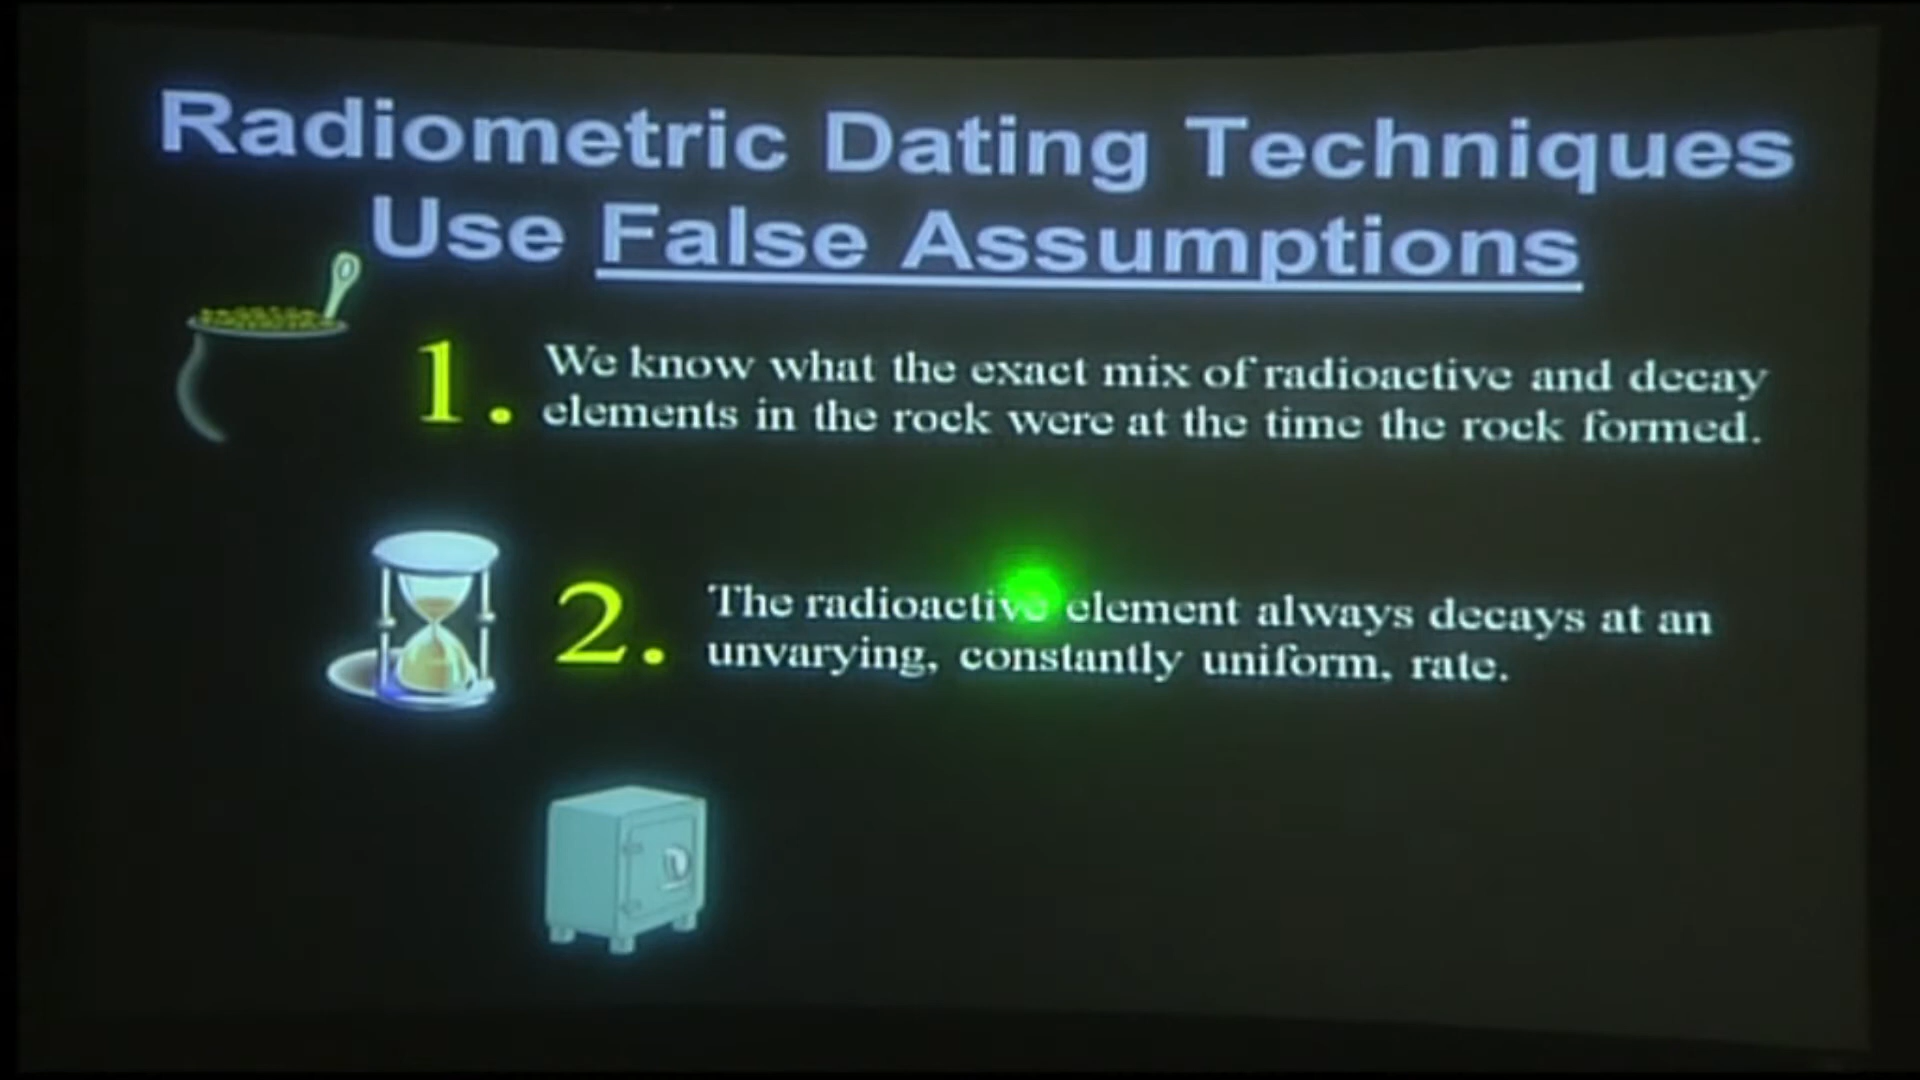 Radiometric Dating Techniques
Use False Assumptions
1. We know what the exact mix of radioactive and decay
elements in the rock were at the time the rock formed.
2. The radioactive element always decays at an
unvarying, constantly uniform, rate.